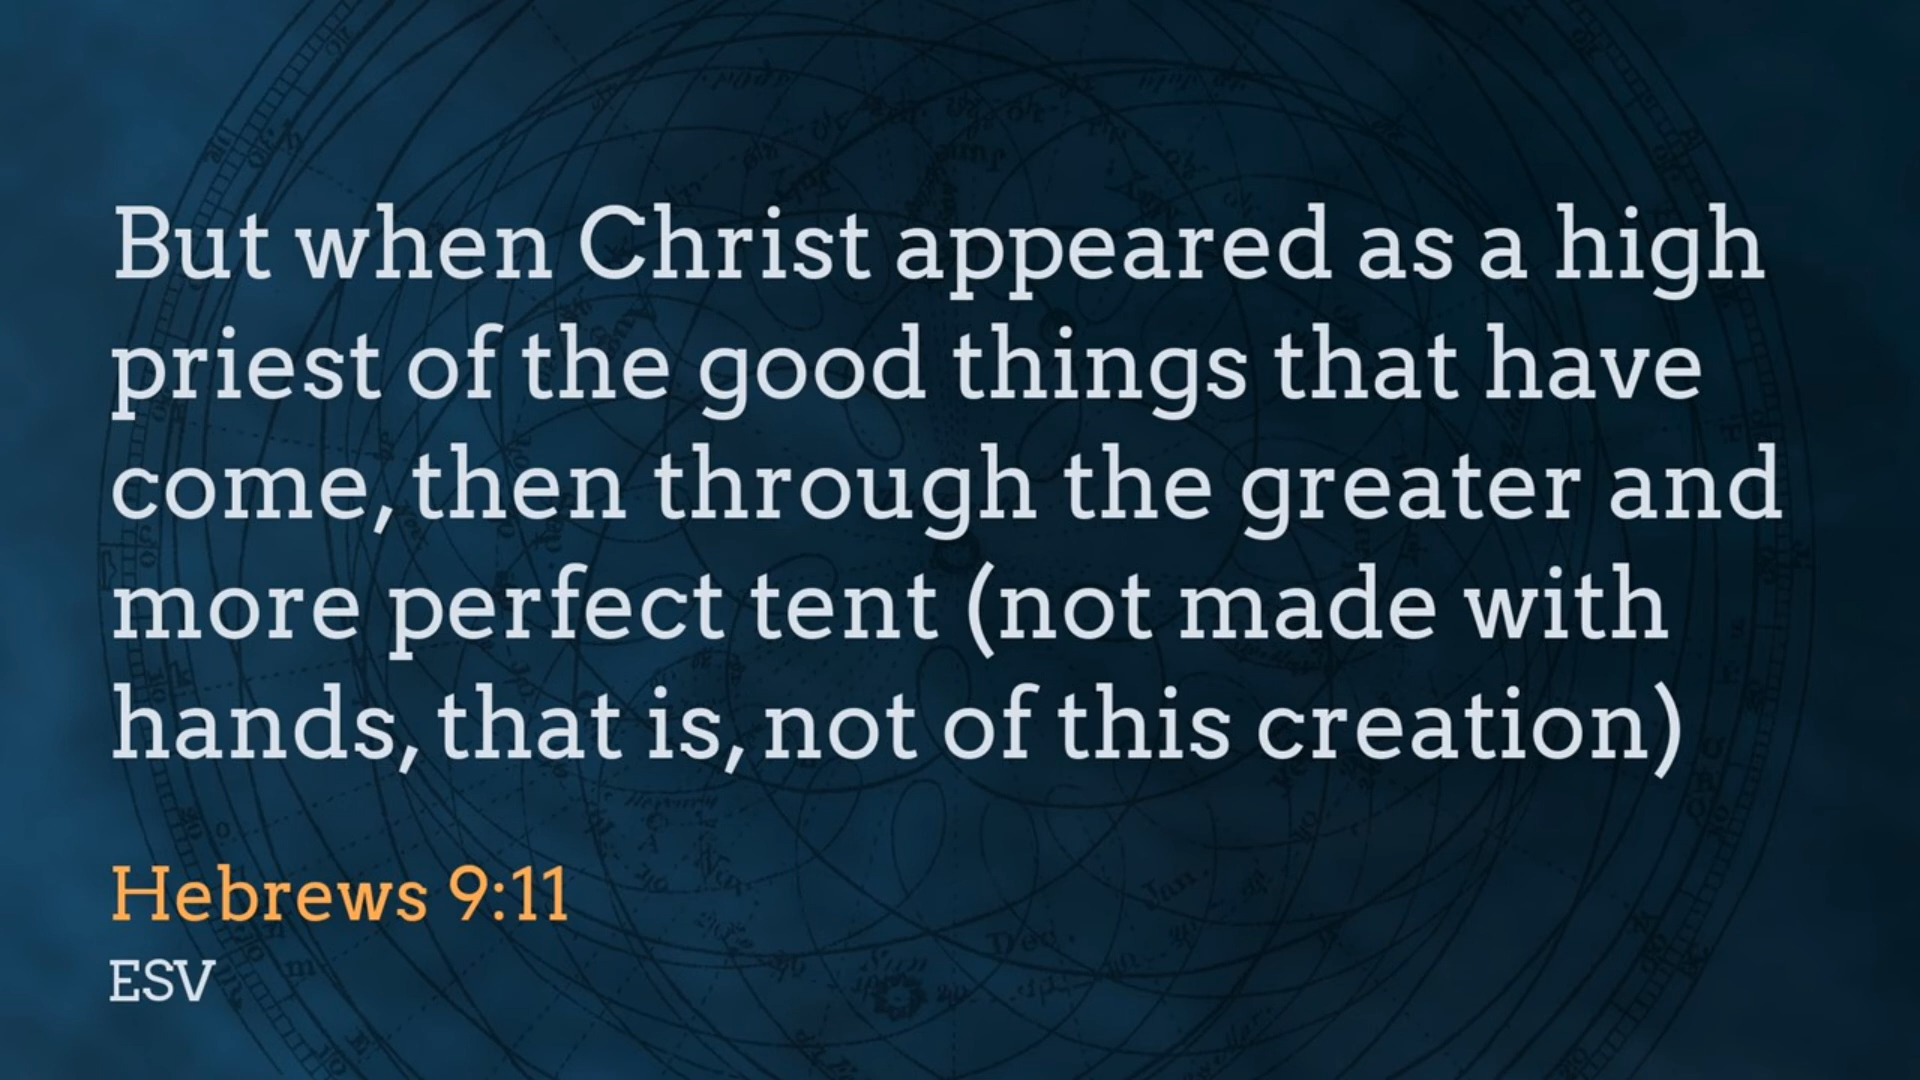 But when Christ appeared as a high
priest of the good things that have
come, then through the greater and
more perfect tent (not made with
hands, that is, not of this creation)
Hebrews 9:11
ESV